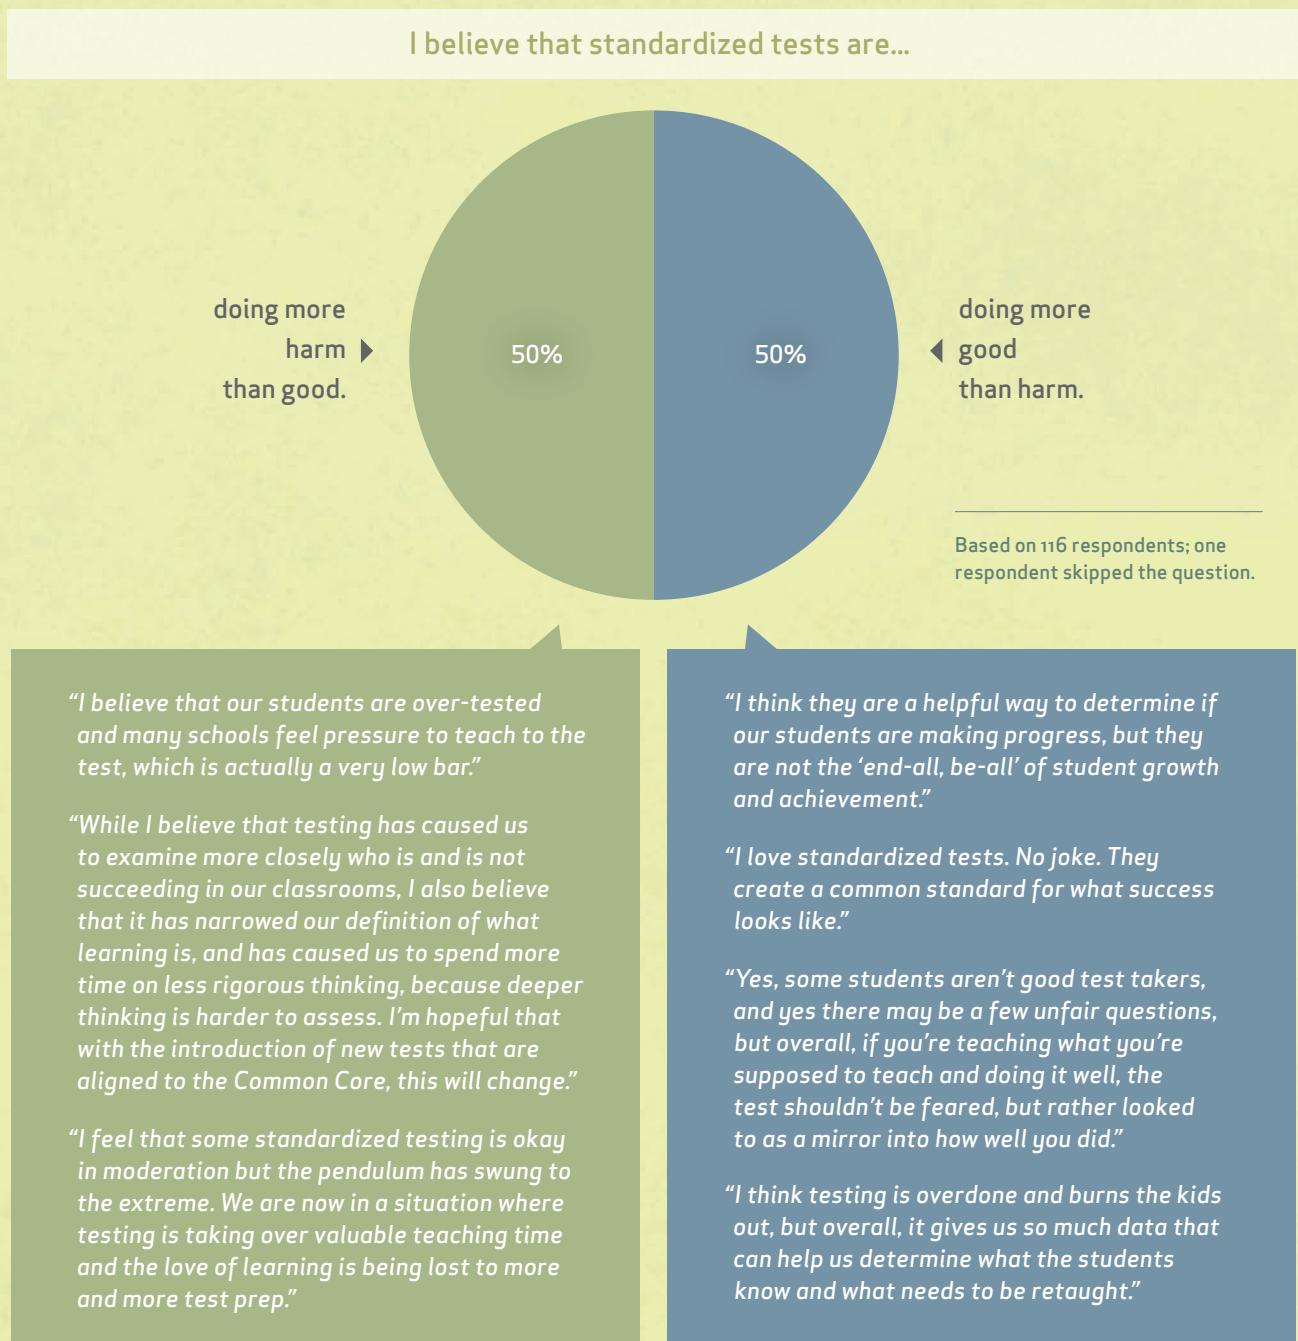 I believe that standardized tests are...
doing more
harm
than good.
50%
50%
doing more
good
than harm.
Based on 116 respondents; one
respondent skipped the question.
“I believe that our students are over-tested
and many schools feel pressure to teach to the
test, which is actually a very low bar.”
“While I believe that testing has caused us
to examine more closely who is and is not
succeeding in our classrooms, I also believe
that it has narrowed our definition of what
learning is, and has caused us to spend more
time on less rigorous thinking, because deeper
thinking is harder to assess. I’m hopeful that
with the introduction of new tests that are
aligned to the Common Core, this will change.”
“I feel that some standardized testing is okay
in moderation but the pendulum has swung to
the extreme. We are now in a situation where
testing is taking over valuable teaching time
and the love of learning is being lost to more
and more test prep.”
“I think they are a helpful way to determine if
our students are making progress, but they
are not the ‘end-all, be-all’ of student growth
and achievement.”
“I love standardized tests. No joke. They
create a common standard for what success
looks like.”
“Yes, some students aren’t good test takers,
and yes there may be a few unfair questions,
but overall, if you’re teaching what you’re
supposed to teach and doing it well, the
test shouldn’t be feared, but rather looked
to as a mirror into how well you did.”
“I think testing is overdone and burns the kids
out, but overall, it gives us so much data that
can help us determine what the students
know and what needs to be retaught.”